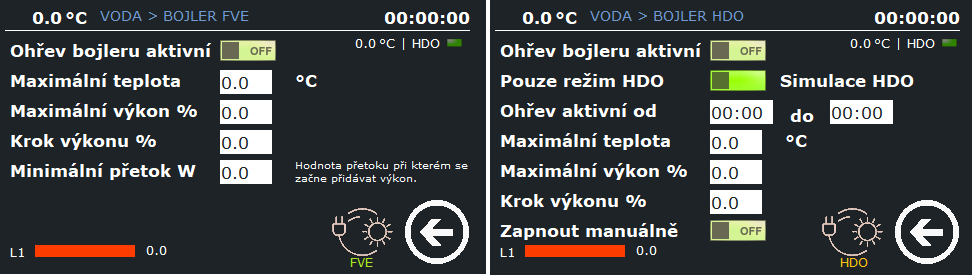 0.0 °C VODA > BOJLER FVE 00:00:00
0.0 °C | HDO
Ohřev bojleru aktivní OFF
Maximální teplota 0.0 °C
Maximální výkon % 0.0
Krok výkonu % 0.0
Minimální přetok W 0.0
Hodnota přetoku při kterém se
začne přidávat výkon.
L1 0.0
FVE
0.0 °C VODA > BOJLER HDO 00:00:00
0.0 °C | HDO
Ohřev bojleru aktivní OFF
Pouze režim HDO Simulace HDO
Ohřev aktivní od 00:00 do 00:00
Maximální teplota 0.0 °C
Maximální výkon % 0.0
Krok výkonu % 0.0
Zapnout manuálně OFF
L1 0.0
HDO